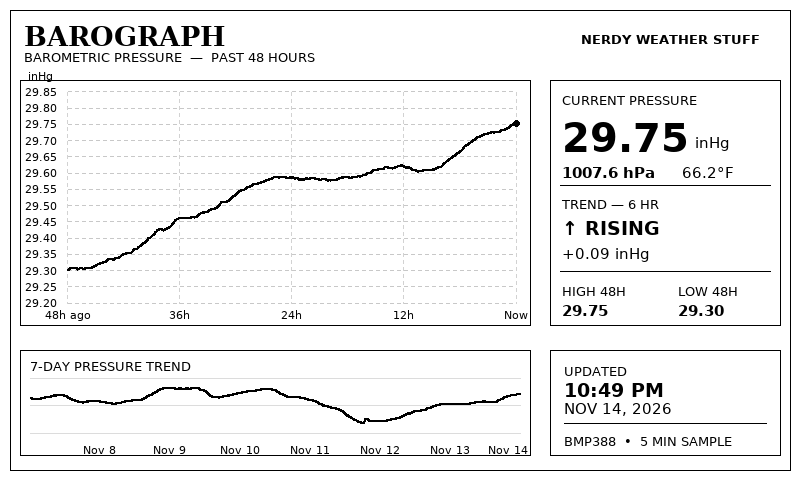 BAROGRAPH
BAROMETRIC PRESSURE — PAST 48 HOURS
NERDY WEATHER STUFF
inHg
29.85
29.80
29.75
29.70
29.65
29.60
29.55
29.50
29.45
29.40
29.35
29.30
29.25
29.20
48h ago 36h 24h 12h Now
CURRENT PRESSURE
29.75 inHg
1007.6 hPa 66.2°F
TREND — 6 HR
↑ RISING
+0.09 inHg
HIGH 48H LOW 48H
29.75 29.30
7-DAY PRESSURE TREND
Nov 8 Nov 9 Nov 10 Nov 11 Nov 12 Nov 13 Nov 14
UPDATED
10:49 PM
NOV 14, 2026
BMP388 • 5 MIN SAMPLE